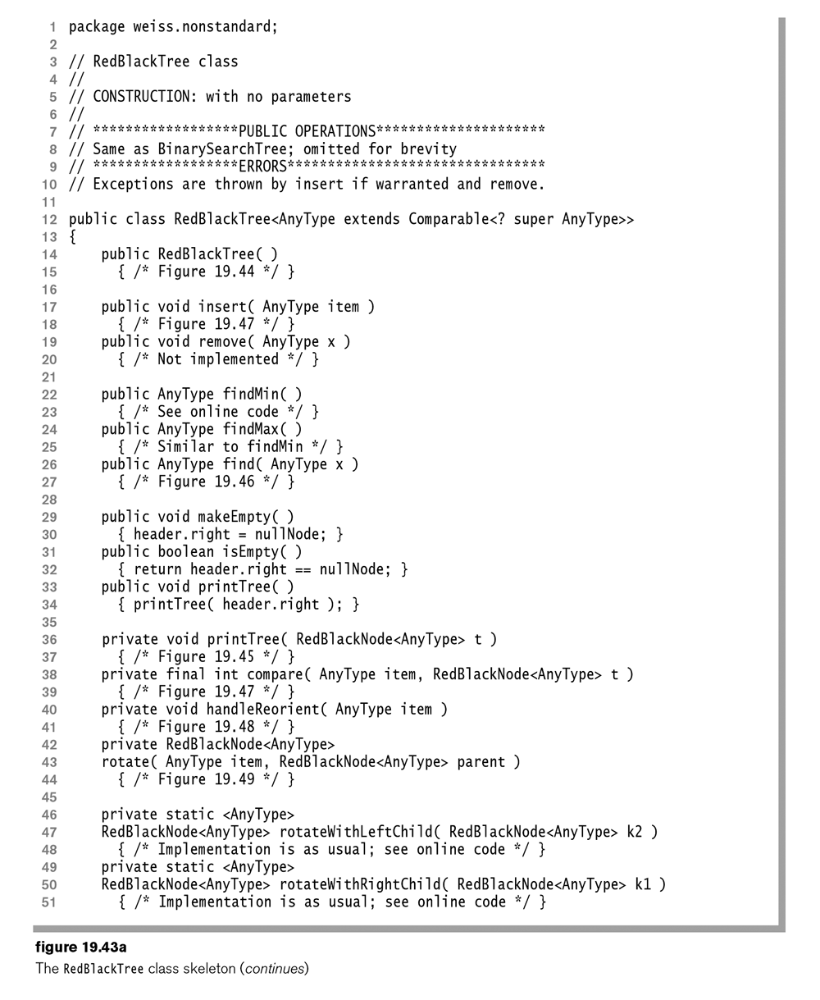 1 package weiss.nonstandard;
2
3 // RedBlackTree class
4 //
5 // CONSTRUCTION: with no parameters
6 //
7 // ******************PUBLIC OPERATIONS*********************
8 // Same as BinarySearchTree; omitted for brevity
9 // ******************ERRORS********************************
10 // Exceptions are thrown by insert if warranted and remove.
11
12 public class RedBlackTree<AnyType extends Comparable<? super AnyType>>
13 {
14     public RedBlackTree( )
15       { /* Figure 19.44 */ }
16
17     public void insert( AnyType item )
18       { /* Figure 19.47 */ }
19     public void remove( AnyType x )
20       { /* Not implemented */ }
21
22     public AnyType findMin( )
23       { /* See online code */ }
24     public AnyType findMax( )
25       { /* Similar to findMin */ }
26     public AnyType find( AnyType x )
27       { /* Figure 19.46 */ }
28
29     public void makeEmpty( )
30       { header.right = nullNode; }
31     public boolean isEmpty( )
32       { return header.right == nullNode; }
33     public void printTree( )
34       { printTree( header.right ); }
35
36     private void printTree( RedBlackNode<AnyType> t )
37       { /* Figure 19.45 */ }
38     private final int compare( AnyType item, RedBlackNode<AnyType> t )
39       { /* Figure 19.47 */ }
40     private void handleReorient( AnyType item )
41       { /* Figure 19.48 */ }
42     private RedBlackNode<AnyType>
43     rotate( AnyType item, RedBlackNode<AnyType> parent )
44       { /* Figure 19.49 */ }
45
46     private static <AnyType>
47     RedBlackNode<AnyType> rotateWithLeftChild( RedBlackNode<AnyType> k2 )
48       { /* Implementation is as usual; see online code */ }
49     private static <AnyType>
50     RedBlackNode<AnyType> rotateWithRightChild( RedBlackNode<AnyType> k1 )
51       { /* Implementation is as usual; see online code */ }
figure 19.43a
The RedBlackTree class skeleton (continues)